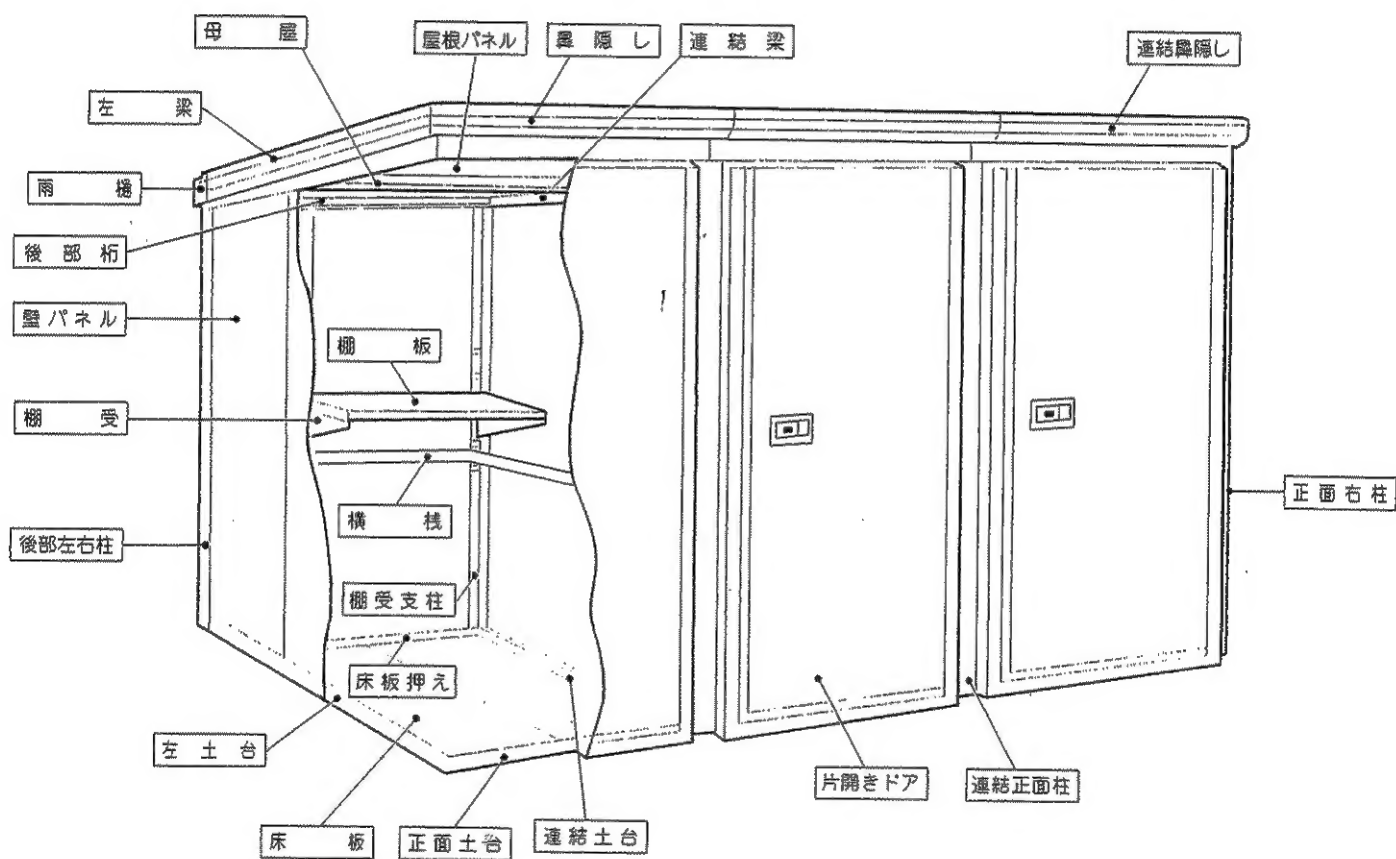 母屋
屋根パネル
鼻隠し
連結梁
連結鼻隠し
左梁
雨樋
後部桁
壁パネル
棚板
棚受
横桟
正面右柱
後部左右柱
棚受支柱
床板押え
左土台
片開きドア
連結正面柱
床板
正面土台
連結土台